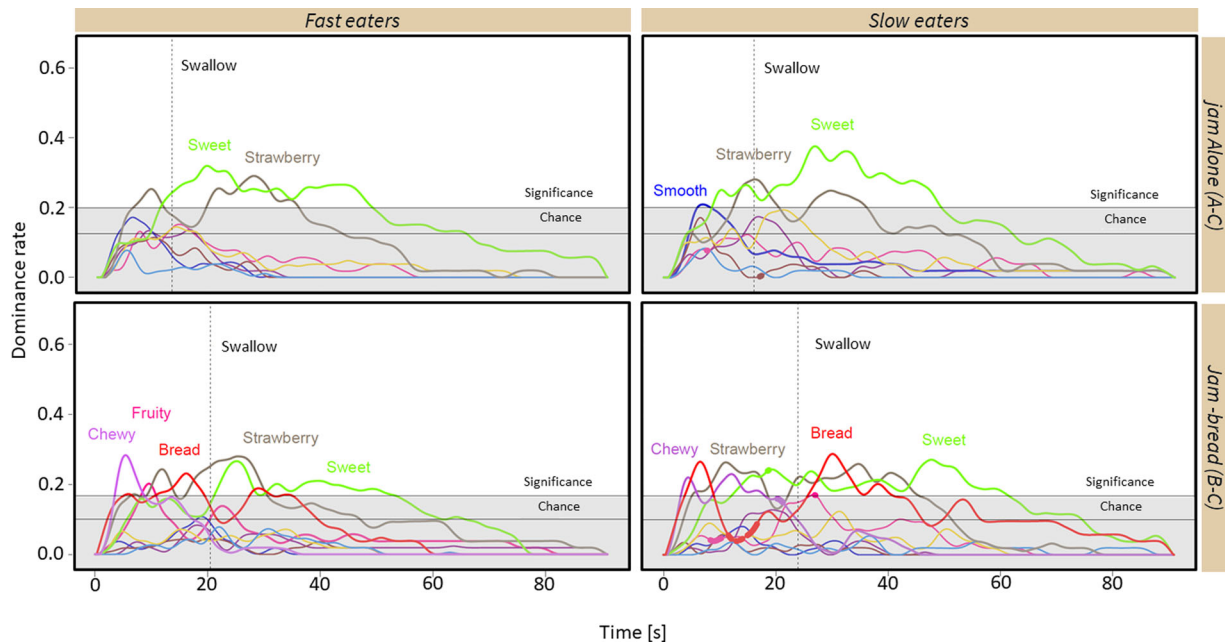 Fast eaters
Slow eaters
0.6
Swallow
Swallow
0.4
Sweet
Strawberry
Sweet
Strawberry
Smooth
0.2
Significance
Significance
Chance
Chance
0.0
jam Alone (A-C)
Dominance rate
0.6
Swallow
Swallow
0.4
Fruity
Chewy
Bread
Strawberry
Sweet
Chewy
Strawberry
Bread
Sweet
0.2
Significance
Significance
Chance
Chance
0.0
Jam -bread (B-C)
0 20 40 60 80
0 20 40 60 80
Time [s]